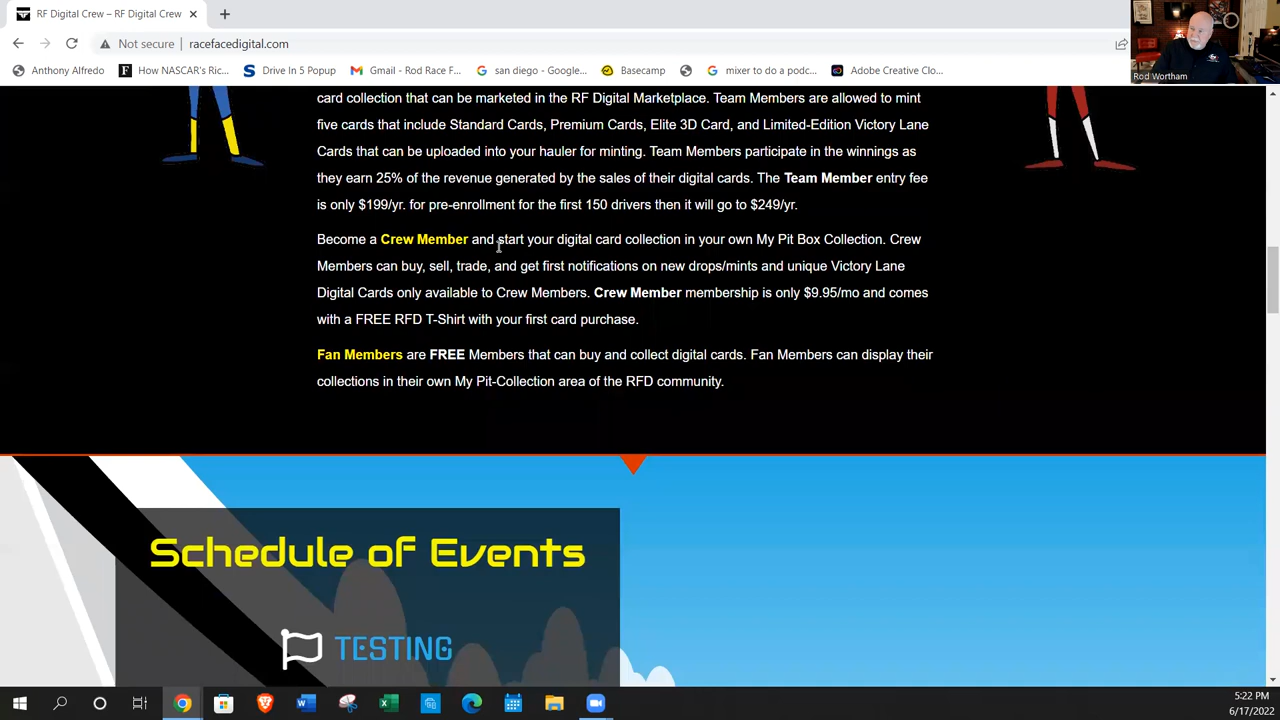 RF Digital Crew – RF Digital Crew
Not secure
racefacedigital.com
Rod Wortham
Anthony Alfredo
How NASCAR's Ric...
Drive In 5 Popup
Gmail - Rod Race F...
san diego - Google...
Basecamp
mixer to do a podc...
Adobe Creative Clo...
card collection that can be marketed in the RF Digital Marketplace. Team Members are allowed to mint
five cards that include Standard Cards, Premium Cards, Elite 3D Card, and Limited-Edition Victory Lane
Cards that can be uploaded into your hauler for minting. Team Members participate in the winnings as
they earn 25% of the revenue generated by the sales of their digital cards. The Team Member entry fee
is only $199/yr. for pre-enrollment for the first 150 drivers then it will go to $249/yr.
Become a Crew Member and start your digital card collection in your own My Pit Box Collection. Crew
Members can buy, sell, trade, and get first notifications on new drops/mints and unique Victory Lane
Digital Cards only available to Crew Members. Crew Member membership is only $9.95/mo and comes
with a FREE RFD T-Shirt with your first card purchase.
Fan Members are FREE Members that can buy and collect digital cards. Fan Members can display their
collections in their own My Pit-Collection area of the RFD community.
Schedule of Events
TESTING
5:22 PM
6/17/2022